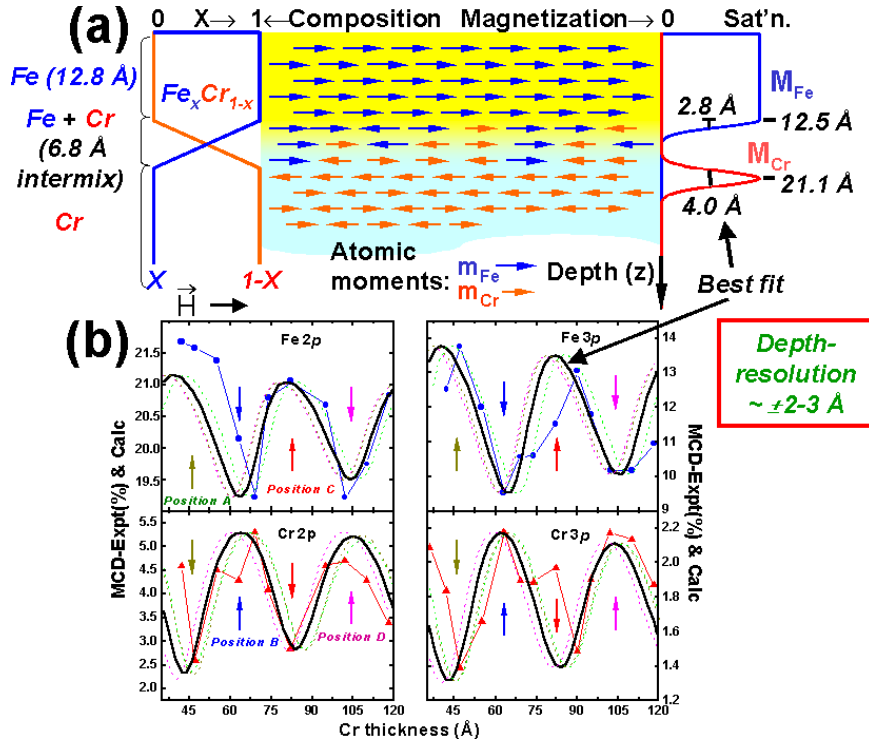 (a)
0 X→ 1 ←Composition Magnetization→ 0 Sat'n.
Fe (12.8 Å)
Fe + Cr
(6.8 Å
intermix)
Cr
FeₓCr₁₋ₓ
M_Fe
2.8 Å
12.5 Å
M_Cr
21.1 Å
4.0 Å
X 1-X
H
Atomic
moments:
m_Fe
m_Cr
Depth (z)
Best fit
Depth-
resolution
~ ±2-3 Å
(b)
MCD-Expt(%) & Calc
Fe 2p
21.5
21.0
20.5
20.0
19.2
Position A
Position C
Fe 3p
14
13
12
11
10
9
Cr 2p
5.5
5.0
4.5
4.0
3.5
3.0
2.5
2.0
Position B
Position D
Cr 3p
2.2
2.0
1.8
1.6
1.4
1.2
MCD-Expt(%) & Calc
45 60 75 90 105 120
45 60 75 90 105 120
Cr thickness (Å)